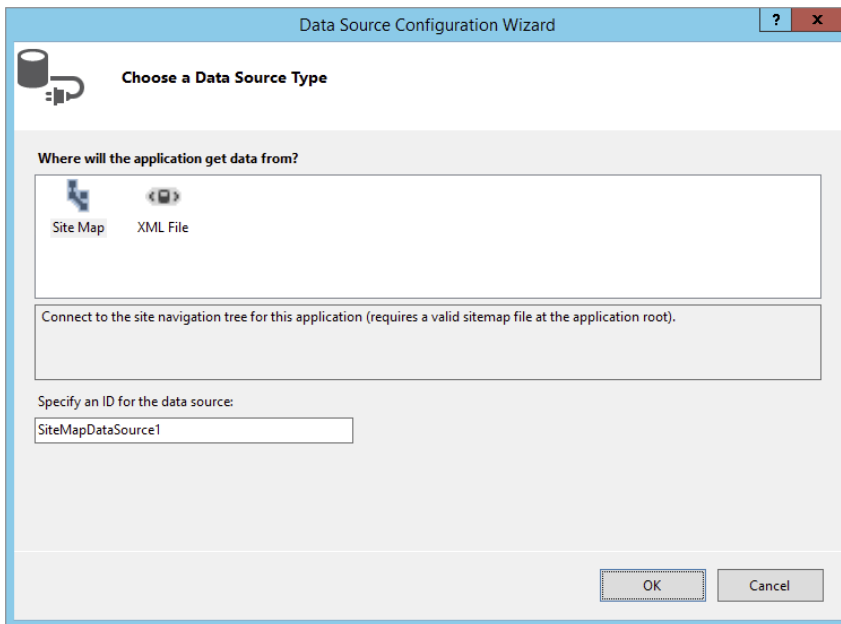 Data Source Configuration Wizard
?
x
Choose a Data Source Type
Where will the application get data from?
Site Map
XML File
Connect to the site navigation tree for this application (requires a valid sitemap file at the application root).
Specify an ID for the data source:
SiteMapDataSource1
OK
Cancel